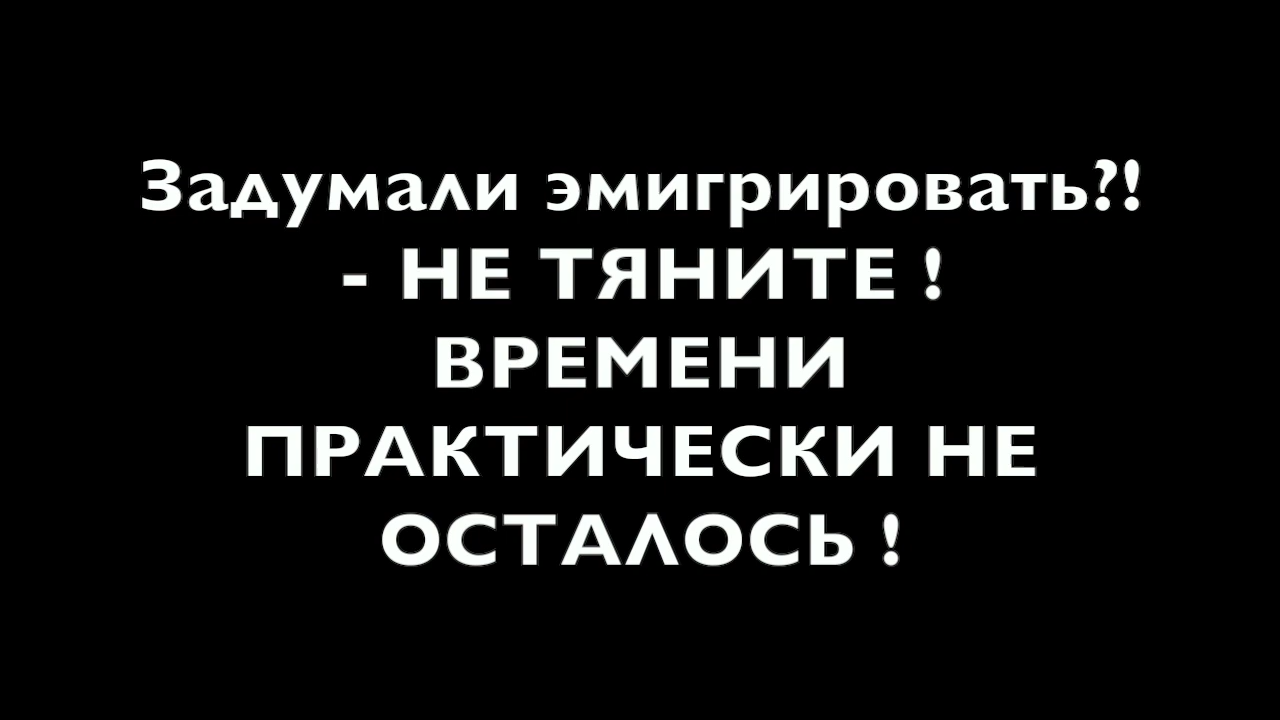 Задумали эмигрировать?!
- НЕ ТЯНИТЕ !
ВРЕМЕНИ
ПРАКТИЧЕСКИ НЕ
ОСТАЛОСЬ !